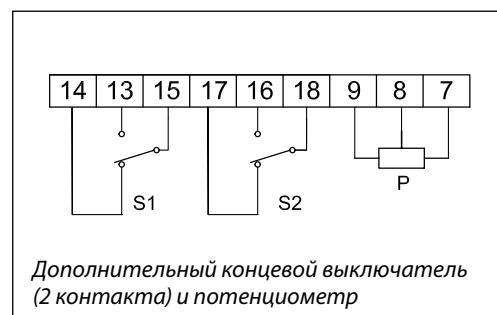 14 13 15 17 16 18 9 8 7
S1 S2 P
Дополнительный концевой выключатель
(2 контакта) и потенциометр